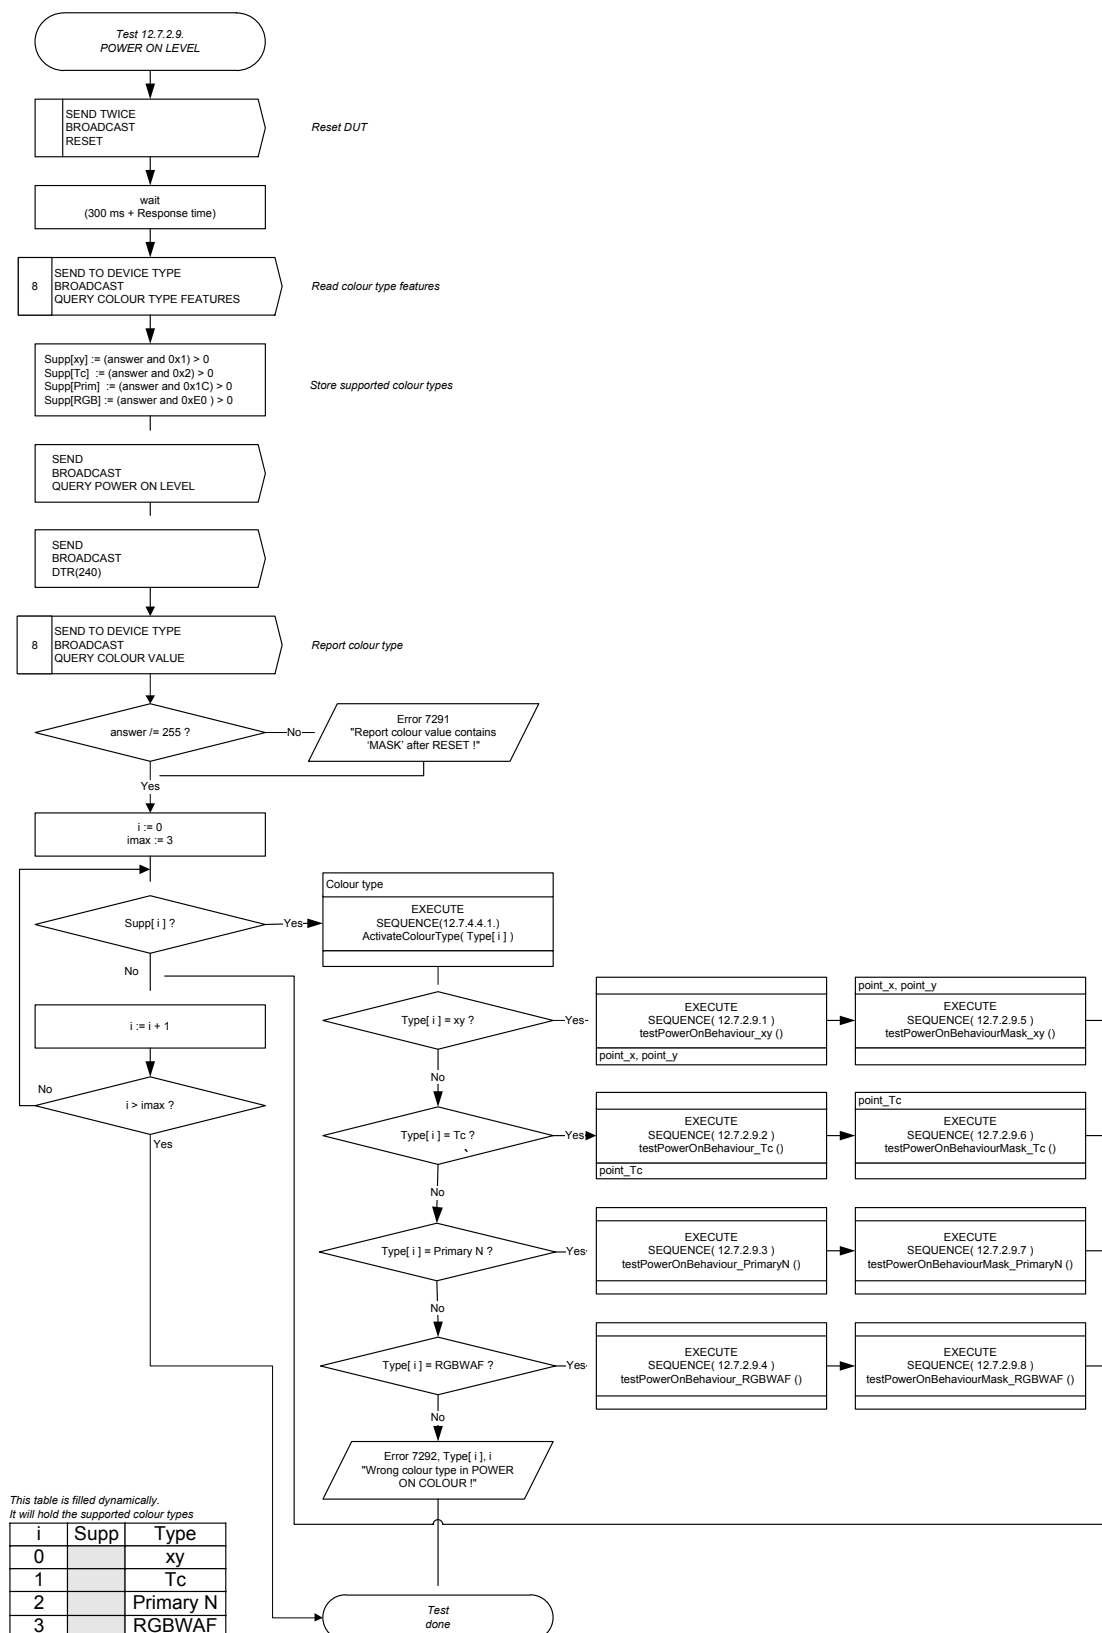 Test 12.7.2.9.
POWER ON LEVEL
SEND TWICE
BROADCAST
RESET
Reset DUT
wait
(300 ms + Response time)
8
SEND TO DEVICE TYPE
BROADCAST
QUERY COLOUR TYPE FEATURES
Read colour type features
Supp[xy] := (answer and 0x1) > 0
Supp[Tc] := (answer and 0x2) > 0
Supp[Prim] := (answer and 0x1C) > 0
Supp[RGB] := (answer and 0xE0 ) > 0
Store supported colour types
SEND
BROADCAST
QUERY POWER ON LEVEL
SEND
BROADCAST
DTR(240)
8
SEND TO DEVICE TYPE
BROADCAST
QUERY COLOUR VALUE
Report colour type
answer /= 255 ?
No
Error 7291
"Report colour value contains
‘MASK’ after RESET !"
Yes
i := 0
imax := 3
Supp[ i ] ?
Yes
Colour type
EXECUTE
SEQUENCE(12.7.4.4.1.)
ActivateColourType( Type[ i ] )
No
i := i + 1
No
i > imax ?
Yes
Type[ i ] = xy ?
Yes
EXECUTE
SEQUENCE( 12.7.2.9.1 )
testPowerOnBehaviour_xy ()
point_x, point_y
point_x, point_y
EXECUTE
SEQUENCE( 12.7.2.9.5 )
testPowerOnBehaviourMask_xy ()
No
Type[ i ] = Tc ?
`
Yes
EXECUTE
SEQUENCE( 12.7.2.9.2 )
testPowerOnBehaviour_Tc ()
point_Tc
point_Tc
EXECUTE
SEQUENCE( 12.7.2.9.6 )
testPowerOnBehaviourMask_Tc ()
No
Type[ i ] = Primary N ?
Yes
EXECUTE
SEQUENCE( 12.7.2.9.3 )
testPowerOnBehaviour_PrimaryN ()
EXECUTE
SEQUENCE( 12.7.2.9.7 )
testPowerOnBehaviourMask_PrimaryN ()
No
Type[ i ] = RGBWAF ?
Yes
EXECUTE
SEQUENCE( 12.7.2.9.4 )
testPowerOnBehaviour_RGBWAF ()
EXECUTE
SEQUENCE( 12.7.2.9.8 )
testPowerOnBehaviourMask_RGBWAF ()
No
Error 7292, Type[ i ], i
"Wrong colour type in POWER
ON COLOUR !"
This table is filled dynamically.
It will hold the supported colour types
i Supp Type
0 xy
1 Tc
2 Primary N
3 RGBWAF
Test
done